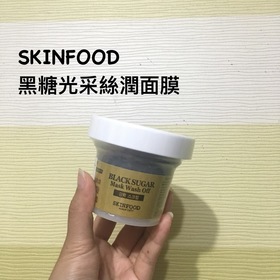 SKINFOOD
黑糖光采絲潤面膜
BLACK SUGAR
Mask Wash Off
SKINFOOD